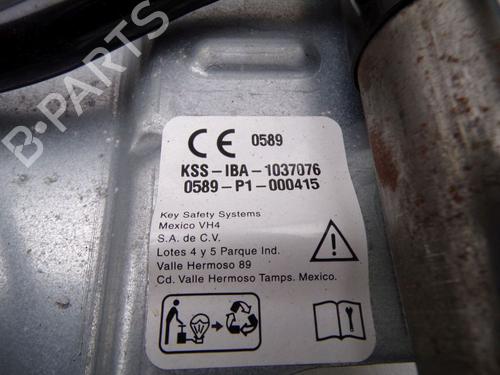 B-PARTS
CE 0589
KSS-IBA-1037076
0589-P1-000415
Key Safety Systems
Mexico VH4
S.A. de C.V.
Lotes 4 y 5 Parque Ind.
Valle Hermoso 89
Cd. Valle Hermoso Tamps. Mexico.